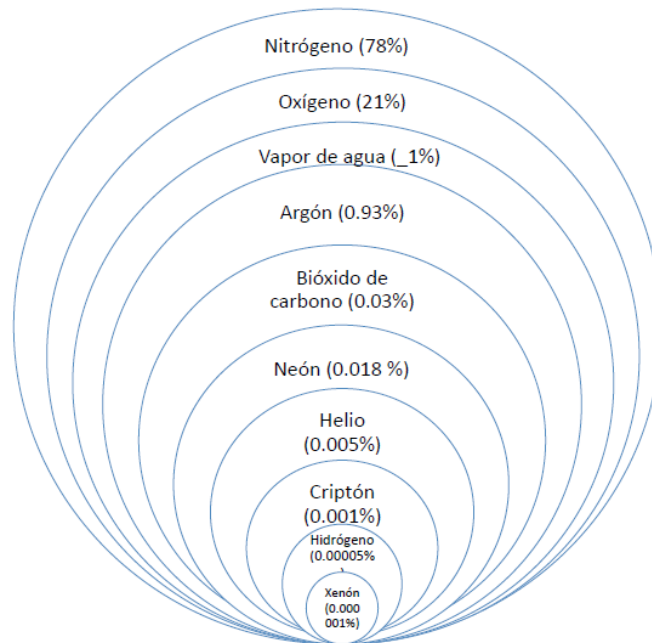 Nitrógeno (78%)
Oxígeno (21%)
Vapor de agua (_1%)
Argón (0.93%)
Bióxido de
carbono (0.03%)
Neón (0.018 %)
Helio
(0.005%)
Criptón
(0.001%)
Hidrógeno
(0.00005%
Xenón
(0.000
001%)